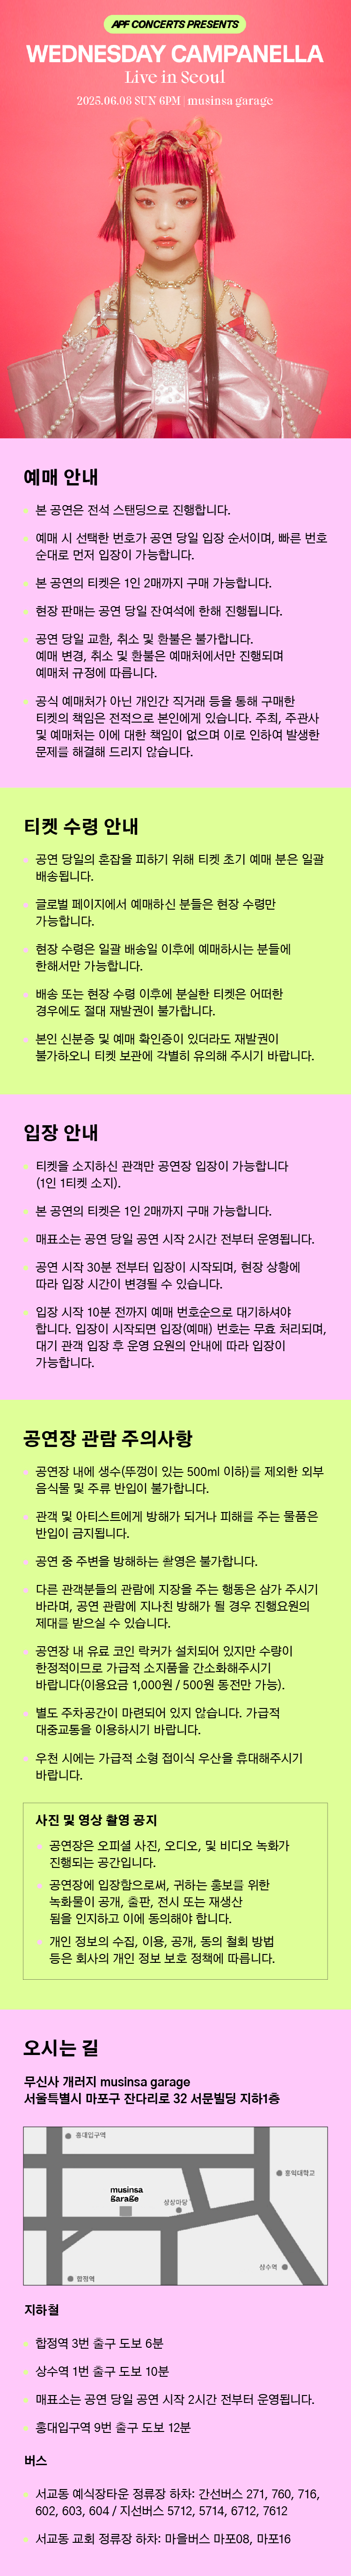 APF CONCERTS PRESENTS
WEDNESDAY CAMPANELLA
Live in Seoul
2025.06.08 SUN 6PM | musinsa garage
예매 안내
본 공연은 전석 스탠딩으로 진행합니다.
예매 시 선택한 번호가 공연 당일 입장 순서이며, 빠른 번호
순대로 먼저 입장이 가능합니다.
본 공연의 티켓은 1인 2매까지 구매 가능합니다.
현장 판매는 공연 당일 잔여석에 한해 진행됩니다.
공연 당일 교환, 취소 및 환불은 불가합니다.
예매 변경, 취소 및 환불은 예매처에서만 진행되며
예매처 규정에 따릅니다.
공식 예매처가 아닌 개인간 직거래 등을 통해 구매한
티켓의 책임은 전적으로 본인에게 있습니다. 주최, 주관사
및 예매처는 이에 대한 책임이 없으며 이로 인하여 발생한
문제를 해결해 드리지 않습니다.
티켓 수령 안내
공연 당일의 혼잡을 피하기 위해 티켓 초기 예매 분은 일괄
배송됩니다.
글로벌 페이지에서 예매하신 분들은 현장 수령만
가능합니다.
현장 수령은 일괄 배송일 이후에 예매하시는 분들에
한해서만 가능합니다.
배송 또는 현장 수령 이후에 분실한 티켓은 어떠한
경우에도 절대 재발권이 불가합니다.
본인 신분증 및 예매 확인증이 있더라도 재발권이
불가하오니 티켓 보관에 각별히 유의해 주시기 바랍니다.
입장 안내
티켓을 소지하신 관객만 공연장 입장이 가능합니다
(1인 1티켓 소지).
본 공연의 티켓은 1인 2매까지 구매 가능합니다.
매표소는 공연 당일 공연 시작 2시간 전부터 운영됩니다.
공연 시작 30분 전부터 입장이 시작되며, 현장 상황에
따라 입장 시간이 변경될 수 있습니다.
입장 시작 10분 전까지 예매 번호순으로 대기하셔야
합니다. 입장이 시작되면 입장(예매) 번호는 무효 처리되며,
대기 관객 입장 후 운영 요원의 안내에 따라 입장이
가능합니다.
공연장 관람 주의사항
공연장 내에 생수(뚜껑이 있는 500ml 이하)를 제외한 외부
음식물 및 주류 반입이 불가합니다.
관객 및 아티스트에게 방해가 되거나 피해를 주는 물품은
반입이 금지됩니다.
공연 중 주변을 방해하는 촬영은 불가합니다.
다른 관객분들의 관람에 지장을 주는 행동은 삼가 주시기
바라며, 공연 관람에 지나친 방해가 될 경우 진행요원의
제대를 받으실 수 있습니다.
공연장 내 유료 코인 락커가 설치되어 있지만 수량이
한정적이므로 가급적 소지품을 간소화해주시기
바랍니다(이용요금 1,000원 / 500원 동전만 가능).
별도 주차공간이 마련되어 있지 않습니다. 가급적
대중교통을 이용하시기 바랍니다.
우천 시에는 가급적 소형 접이식 우산을 휴대해주시기
바랍니다.
사진 및 영상 촬영 공지
공연장은 오피셜 사진, 오디오, 및 비디오 녹화가
진행되는 공간입니다.
공연장에 입장함으로써, 귀하는 홍보를 위한
녹화물이 공개, 출판, 전시 또는 재생산
됨을 인지하고 이에 동의해야 합니다.
개인 정보의 수집, 이용, 공개, 동의 철회 방법
등은 회사의 개인 정보 보호 정책에 따릅니다.
오시는 길
무신사 개러지 musinsa garage
서울특별시 마포구 잔다리로 32 서문빌딩 지하1층
홍대입구역
홍익대학교
musinsa
garage
상상마당
상수역
합정역
지하철
합정역 3번 출구 도보 6분
상수역 1번 출구 도보 10분
매표소는 공연 당일 공연 시작 2시간 전부터 운영됩니다.
홍대입구역 9번 출구 도보 12분
버스
서교동 예식장타운 정류장 하차: 간선버스 271, 760, 716,
602, 603, 604 / 지선버스 5712, 5714, 6712, 7612
서교동 교회 정류장 하차: 마을버스 마포08, 마포16